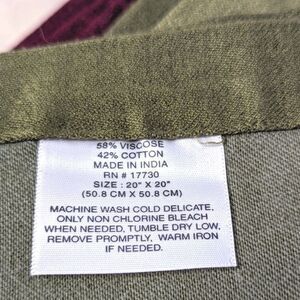 58% VISCOSE
42% COTTON
MADE IN INDIA
RN # 17730
SIZE : 20" X 20"
(50.8 CM X 50.8 CM)
MACHINE WASH COLD DELICATE.
ONLY NON CHLORINE BLEACH
WHEN NEEDED, TUMBLE DRY LOW,
REMOVE PROMPTLY, WARM IRON
IF NEEDED.